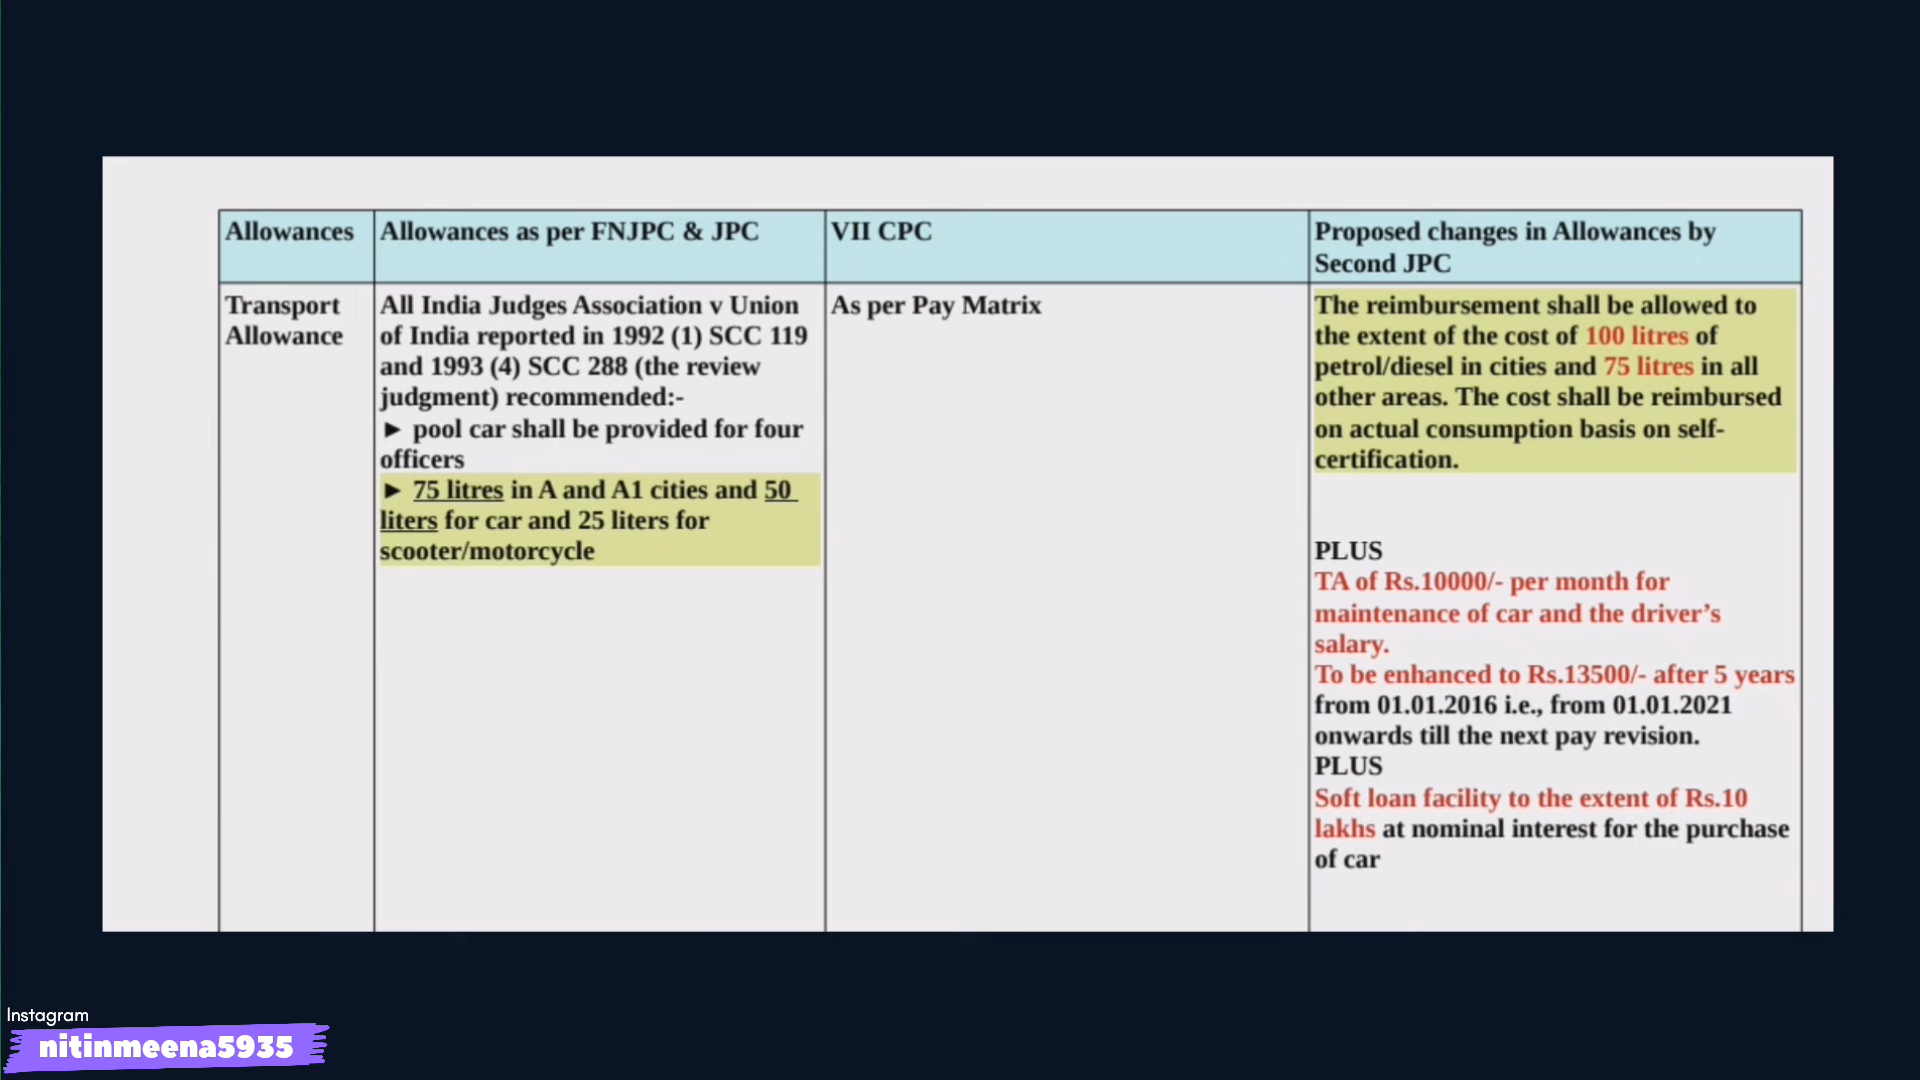 Allowances
Allowances as per FNJPC & JPC
VII CPC
Proposed changes in Allowances by
Second JPC
Transport
Allowance
All India Judges Association v Union
of India reported in 1992 (1) SCC 119
and 1993 (4) SCC 288 (the review
judgment) recommended:-
► pool car shall be provided for four
officers
► 75 litres in A and A1 cities and 50
liters for car and 25 liters for
scooter/motorcycle
As per Pay Matrix
The reimbursement shall be allowed to
the extent of the cost of 100 litres of
petrol/diesel in cities and 75 litres in all
other areas. The cost shall be reimbursed
on actual consumption basis on self-
certification.
PLUS
TA of Rs.10000/- per month for
maintenance of car and the driver’s
salary.
To be enhanced to Rs.13500/- after 5 years
from 01.01.2016 i.e., from 01.01.2021
onwards till the next pay revision.
PLUS
Soft loan facility to the extent of Rs.10
lakhs at nominal interest for the purchase
of car
Instagram
nitinmeena5935